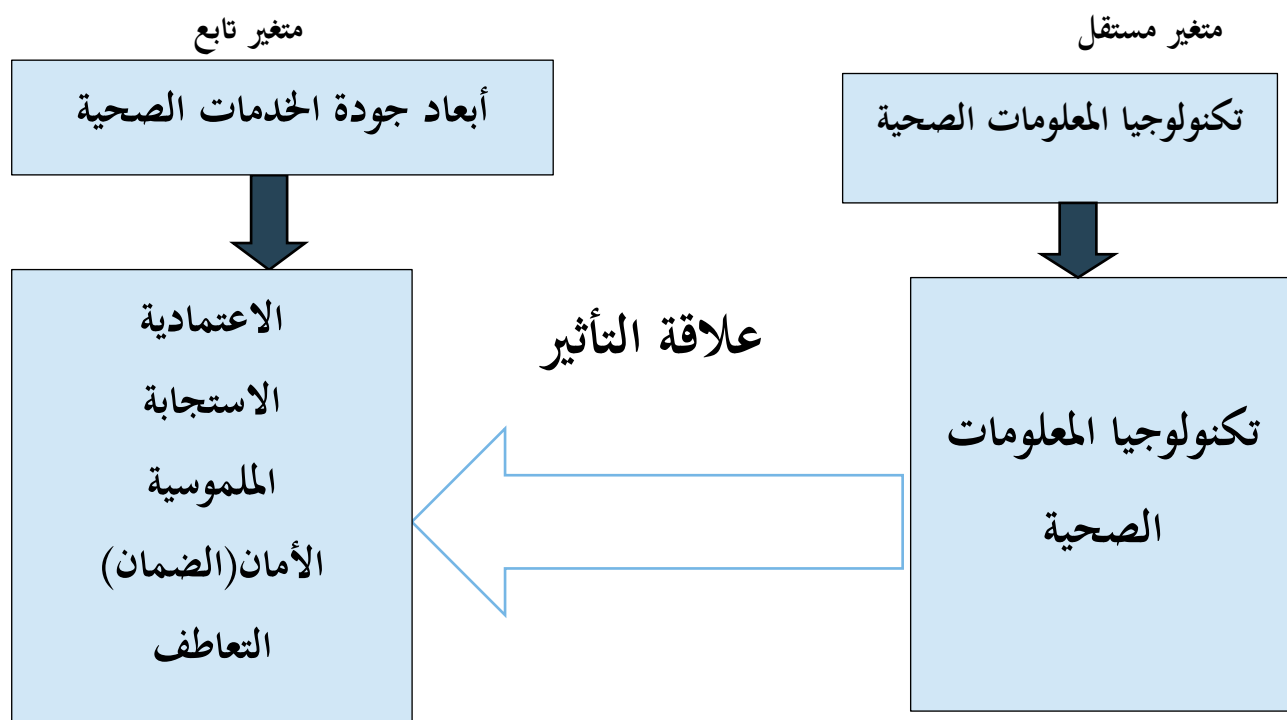 متغير مستقل
متغير تابع
تكنولوجيا المعلومات الصحية
أبعاد جودة الخدمات الصحية
علاقة التأثير
تكنولوجيا المعلومات
الصحية
الاعتمادية
الاستجابة
الملموسية
الأمان(الضمان)
التعاطف